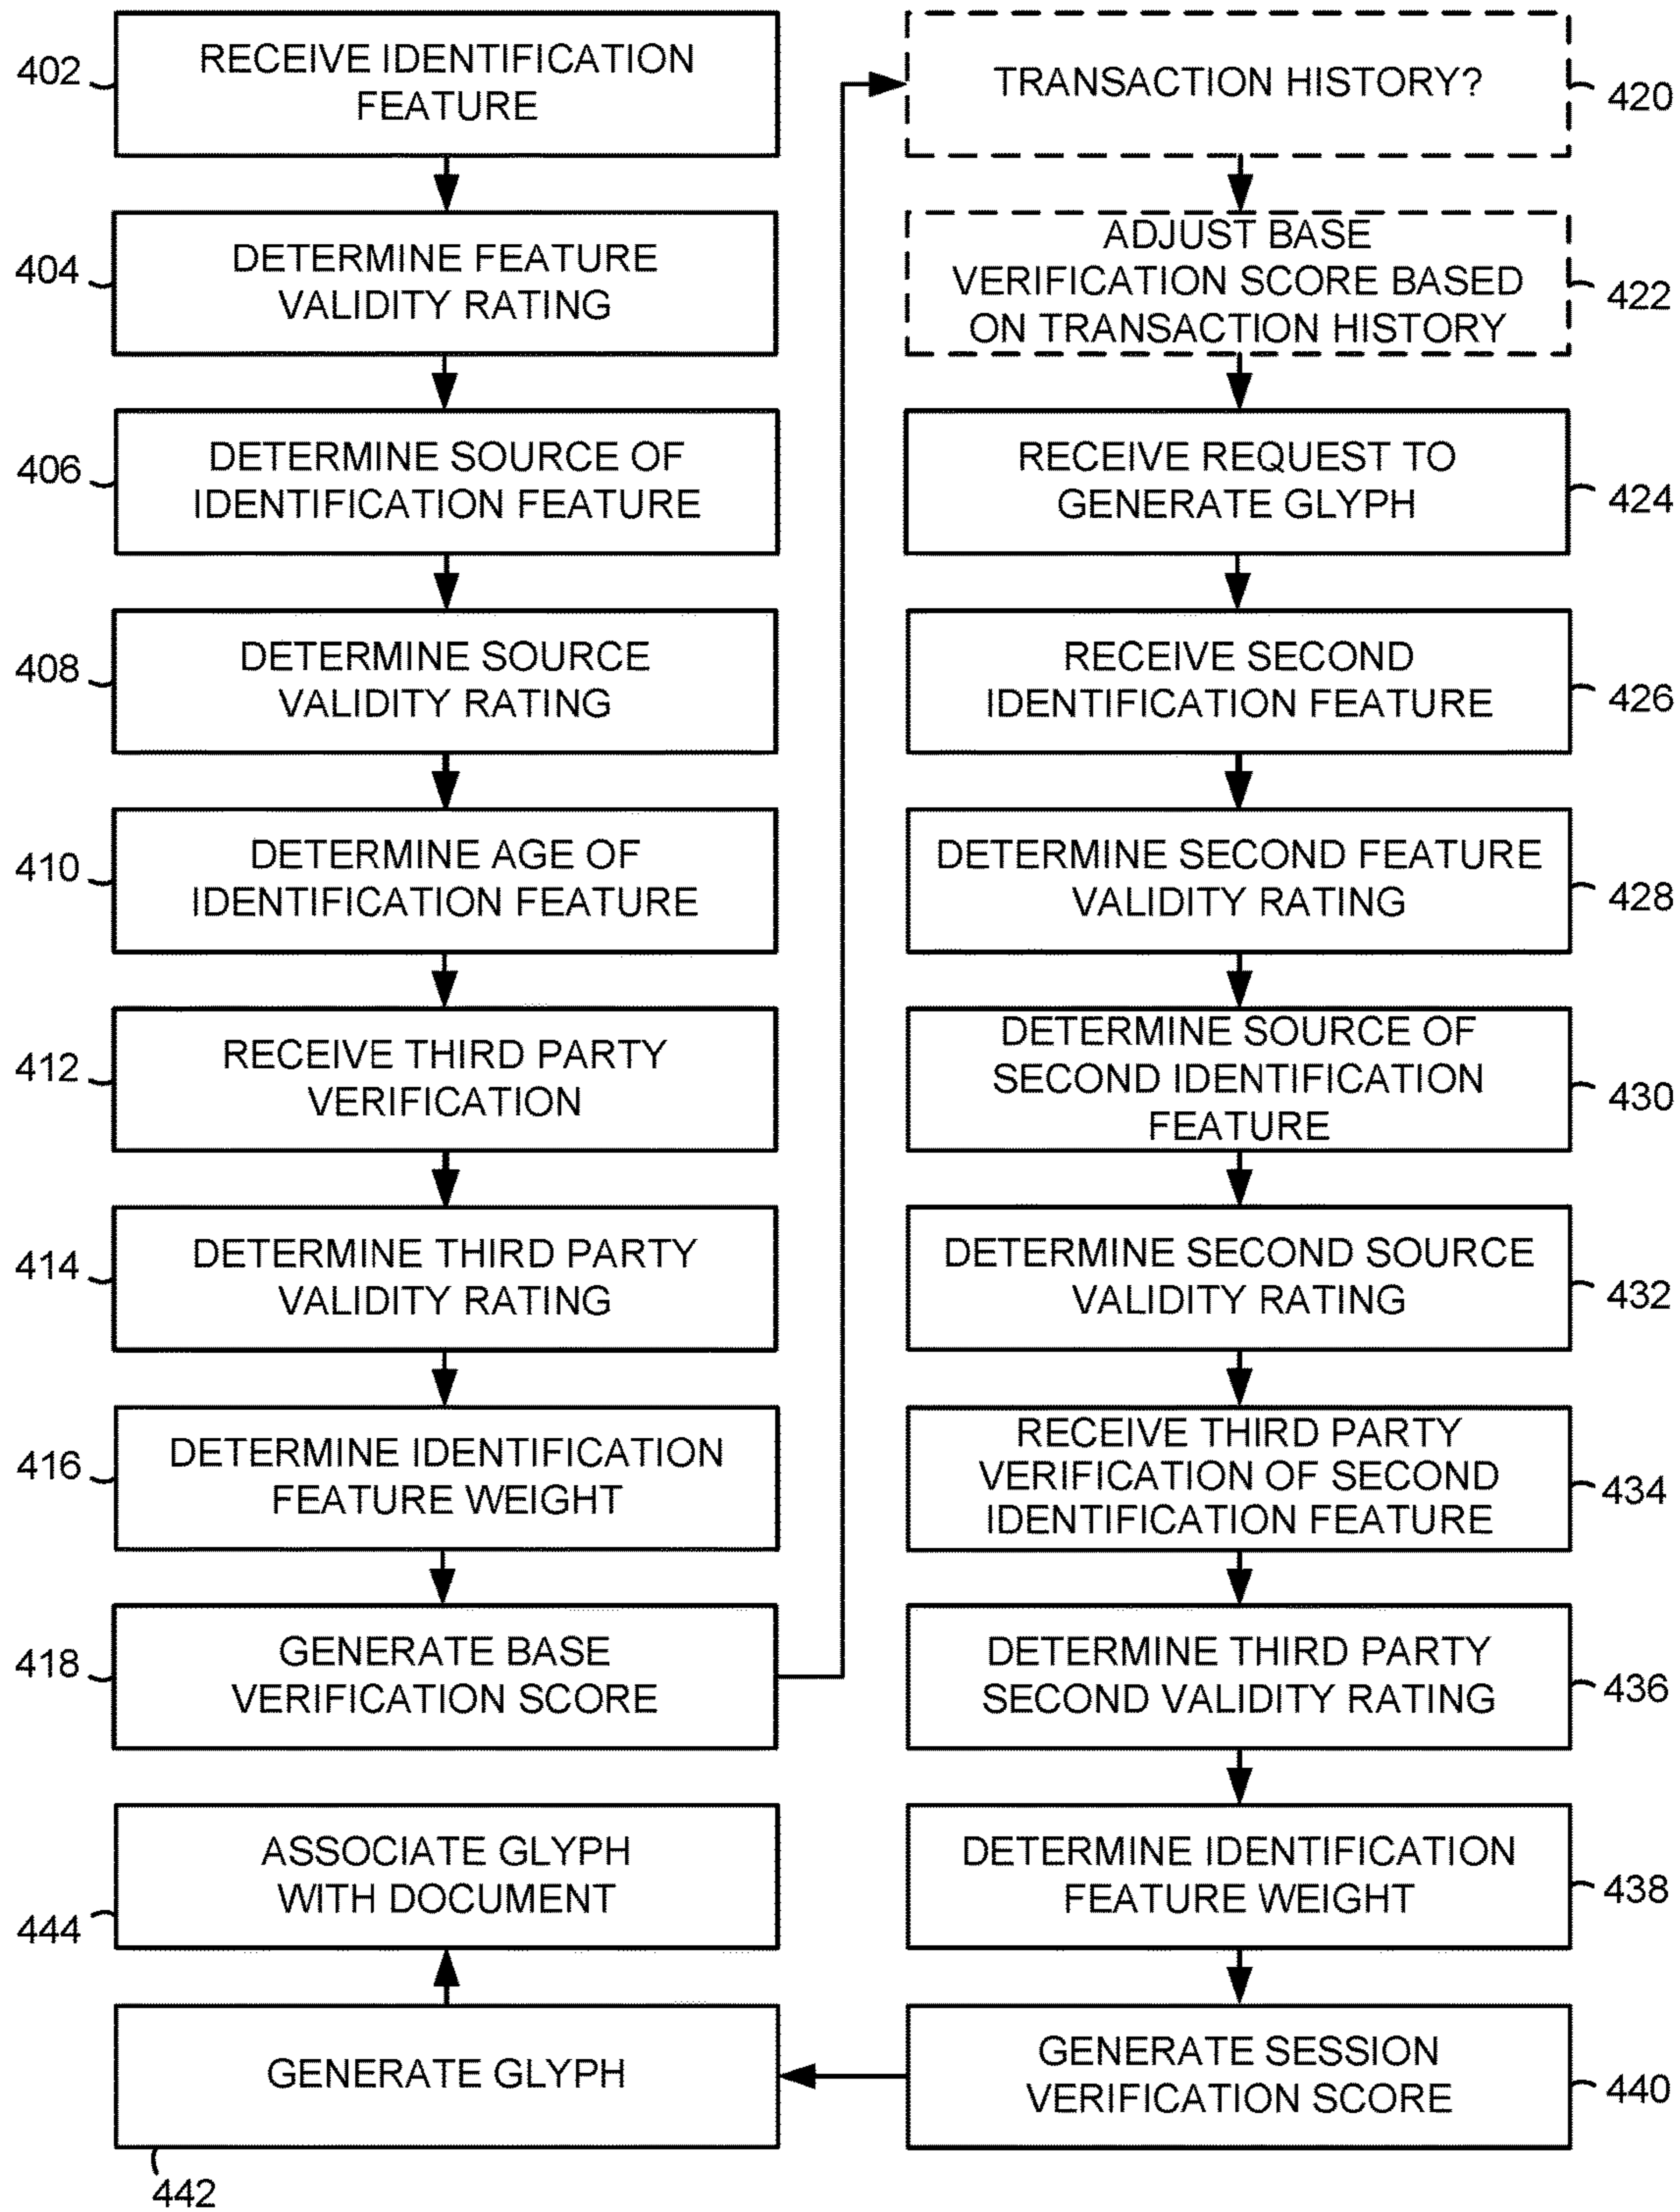 402
RECEIVE IDENTIFICATION
FEATURE
404
DETERMINE FEATURE
VALIDITY RATING
406
DETERMINE SOURCE OF
IDENTIFICATION FEATURE
408
DETERMINE SOURCE
VALIDITY RATING
410
DETERMINE AGE OF
IDENTIFICATION FEATURE
412
RECEIVE THIRD PARTY
VERIFICATION
414
DETERMINE THIRD PARTY
VALIDITY RATING
416
DETERMINE IDENTIFICATION
FEATURE WEIGHT
418
GENERATE BASE
VERIFICATION SCORE
TRANSACTION HISTORY?
420
ADJUST BASE
VERIFICATION SCORE BASED
ON TRANSACTION HISTORY
422
RECEIVE REQUEST TO
GENERATE GLYPH
424
RECEIVE SECOND
IDENTIFICATION FEATURE
426
DETERMINE SECOND FEATURE
VALIDITY RATING
428
DETERMINE SOURCE OF
SECOND IDENTIFICATION
FEATURE
430
DETERMINE SECOND SOURCE
VALIDITY RATING
432
RECEIVE THIRD PARTY
VERIFICATION OF SECOND
IDENTIFICATION FEATURE
434
DETERMINE THIRD PARTY
SECOND VALIDITY RATING
436
DETERMINE IDENTIFICATION
FEATURE WEIGHT
438
GENERATE SESSION
VERIFICATION SCORE
440
GENERATE GLYPH
442
ASSOCIATE GLYPH
WITH DOCUMENT
444